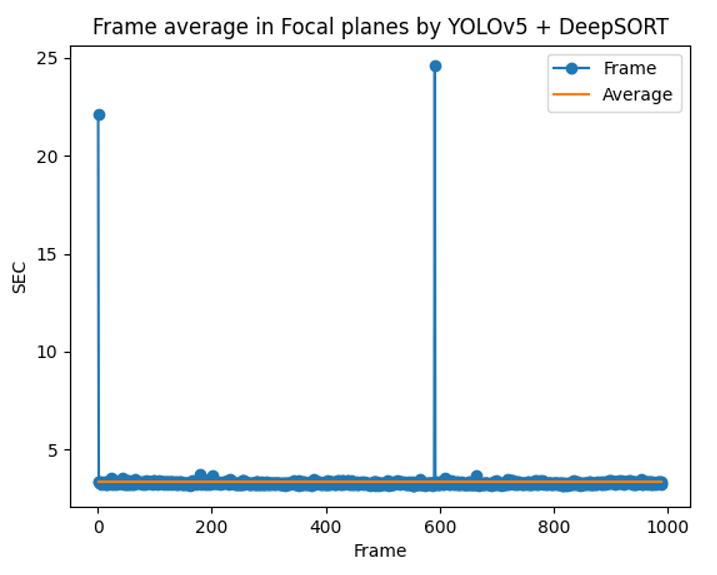 Frame average in Focal planes by YOLOv5 + DeepSORT
25
20
15
10
5
SEC
Frame
Average
0 200 400 600 800 1000
Frame